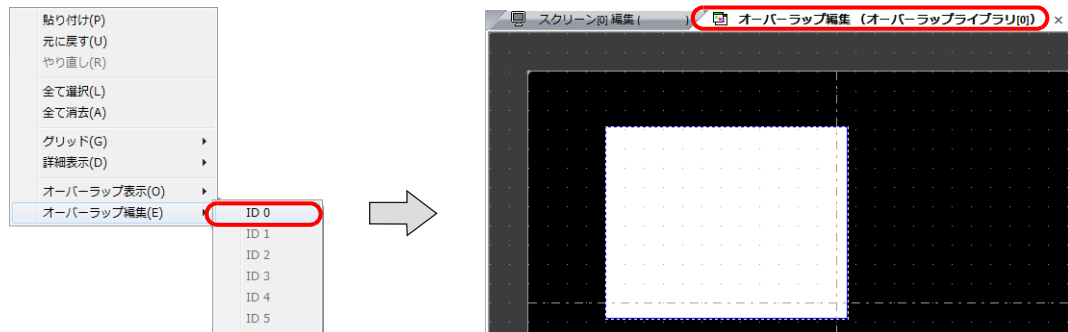 貼り付け(P)
元に戻す(U)
やり直し(R)
全て選択(L)
全て消去(A)
グリッド(G)
詳細表示(D)
オーバーラップ表示(O)
オーバーラップ編集(E)
ID 0
ID 1
ID 2
ID 3
ID 4
ID 5
スクリーン[0] 編集 ( )
オーバーラップ編集 （オーバーラップライブラリ[0]） ×